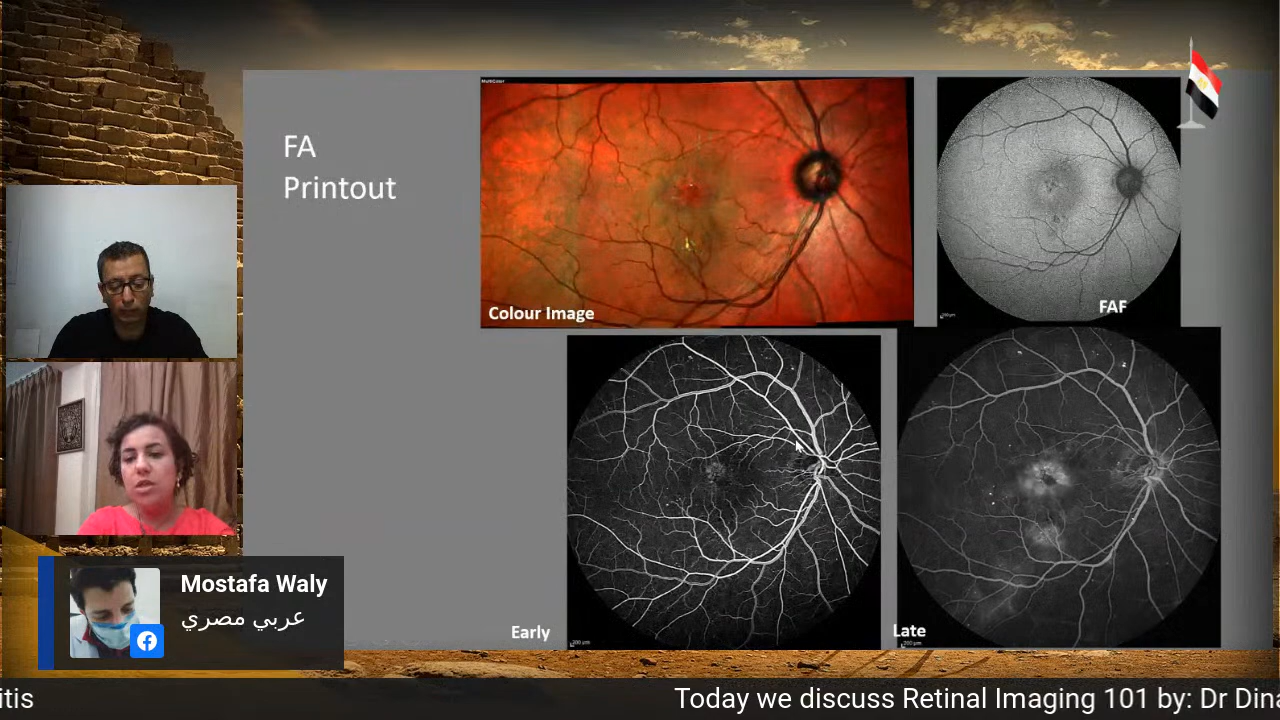 MultiColor
FA
Printout
Colour Image
FAF
Early
Late
Mostafa Waly
عربي مصري
itis
Today we discuss Retinal Imaging 101 by: Dr Dina